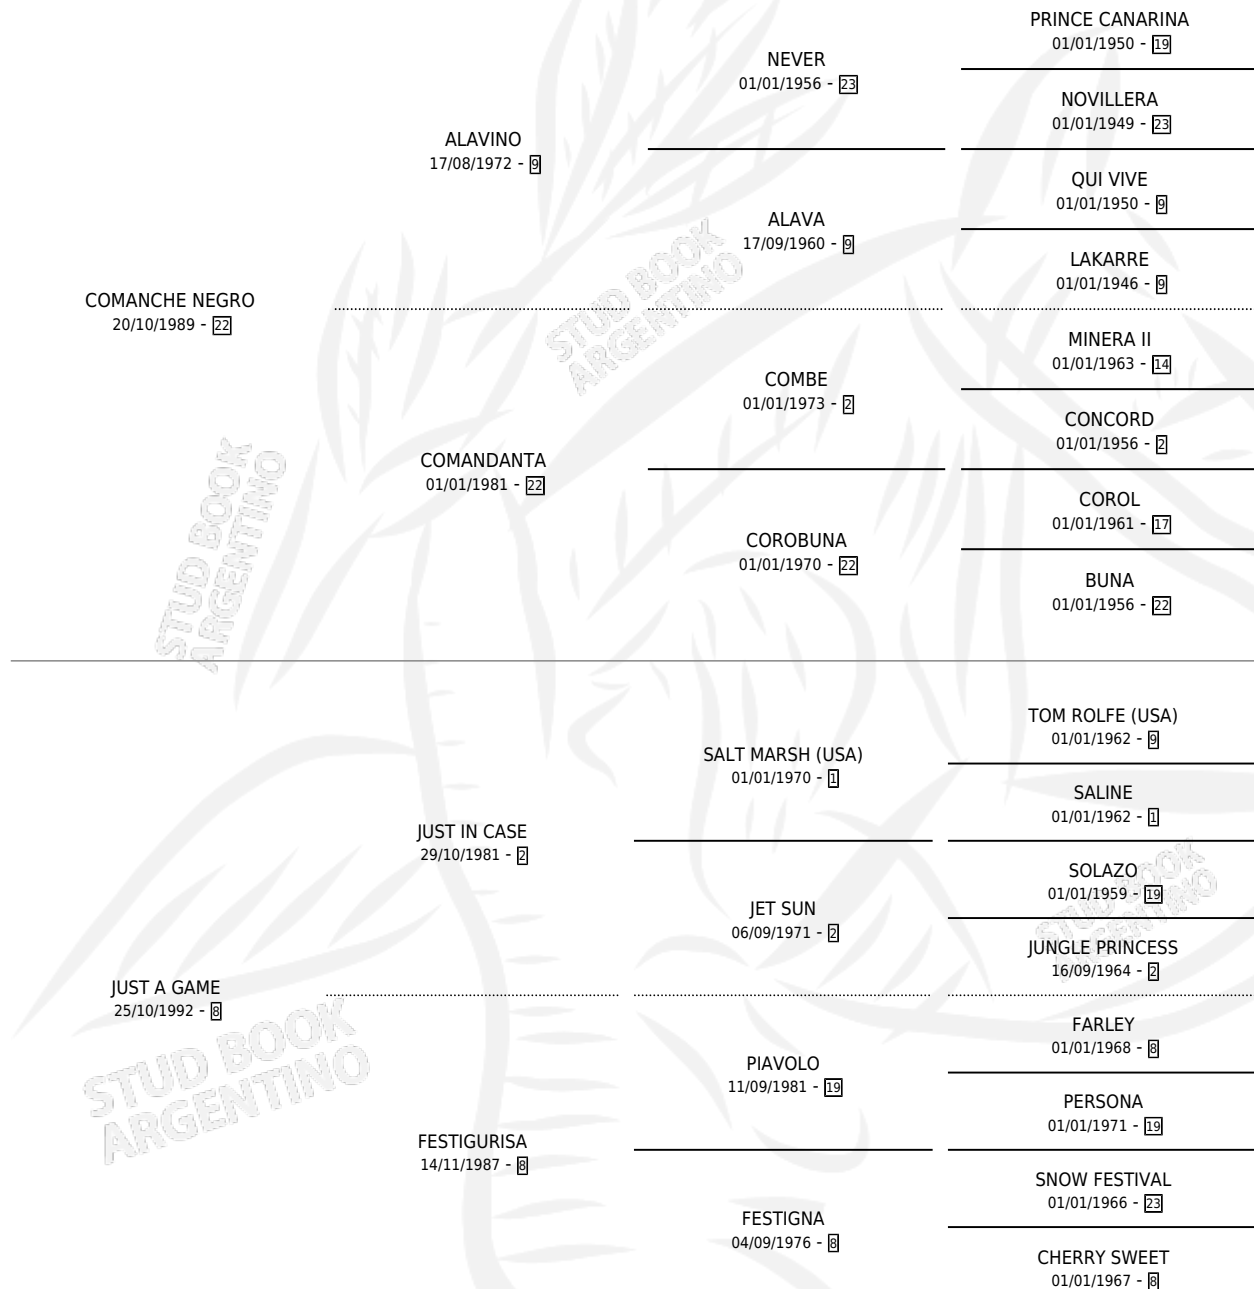 PRINCE CANARINA
01/01/1950 - 19
NEVER
01/01/1956 - 23
NOVILLERA
01/01/1949 - 23
ALAVINO
17/08/1972 - 9
QUI VIVE
01/01/1950 - 9
ALAVA
17/09/1960 - 9
LAKARRE
01/01/1946 - 9
COMANCHE NEGRO
20/10/1989 - 22
MINERA II
01/01/1963 - 14
COMBE
01/01/1973 - 2
CONCORD
01/01/1956 - 2
COMANDANTA
01/01/1981 - 22
COROL
01/01/1961 - 17
COROBUNA
01/01/1970 - 22
BUNA
01/01/1956 - 22
TOM ROLFE (USA)
01/01/1962 - 9
SALT MARSH (USA)
01/01/1970 - 1
SALINE
01/01/1962 - 1
JUST IN CASE
29/10/1981 - 2
SOLAZO
01/01/1959 - 19
JET SUN
06/09/1971 - 2
JUNGLE PRINCESS
16/09/1964 - 2
JUST A GAME
25/10/1992 - 8
FARLEY
01/01/1968 - 8
PIAVOLO
11/09/1981 - 19
PERSONA
01/01/1971 - 19
FESTIGURISA
14/11/1987 - 8
SNOW FESTIVAL
01/01/1966 - 23
FESTIGNA
04/09/1976 - 8
CHERRY SWEET
01/01/1967 - 8
STUD BOOK
ARGENTINO
STUD BOOK
ARGENTINO
STUD BOOK
ARGENTINO
STUD BOOK
ARGENTINO